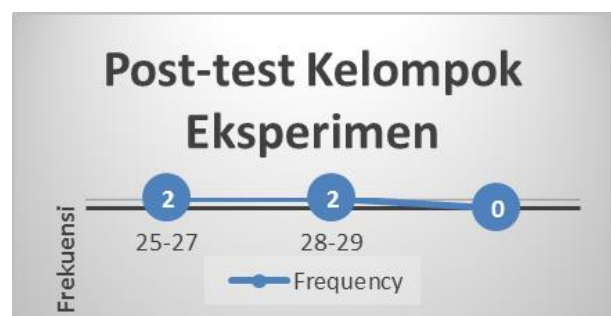 Post-test Kelompok
Eksperimen
Frekuensi
2 2 0
25-27 28-29
Frequency